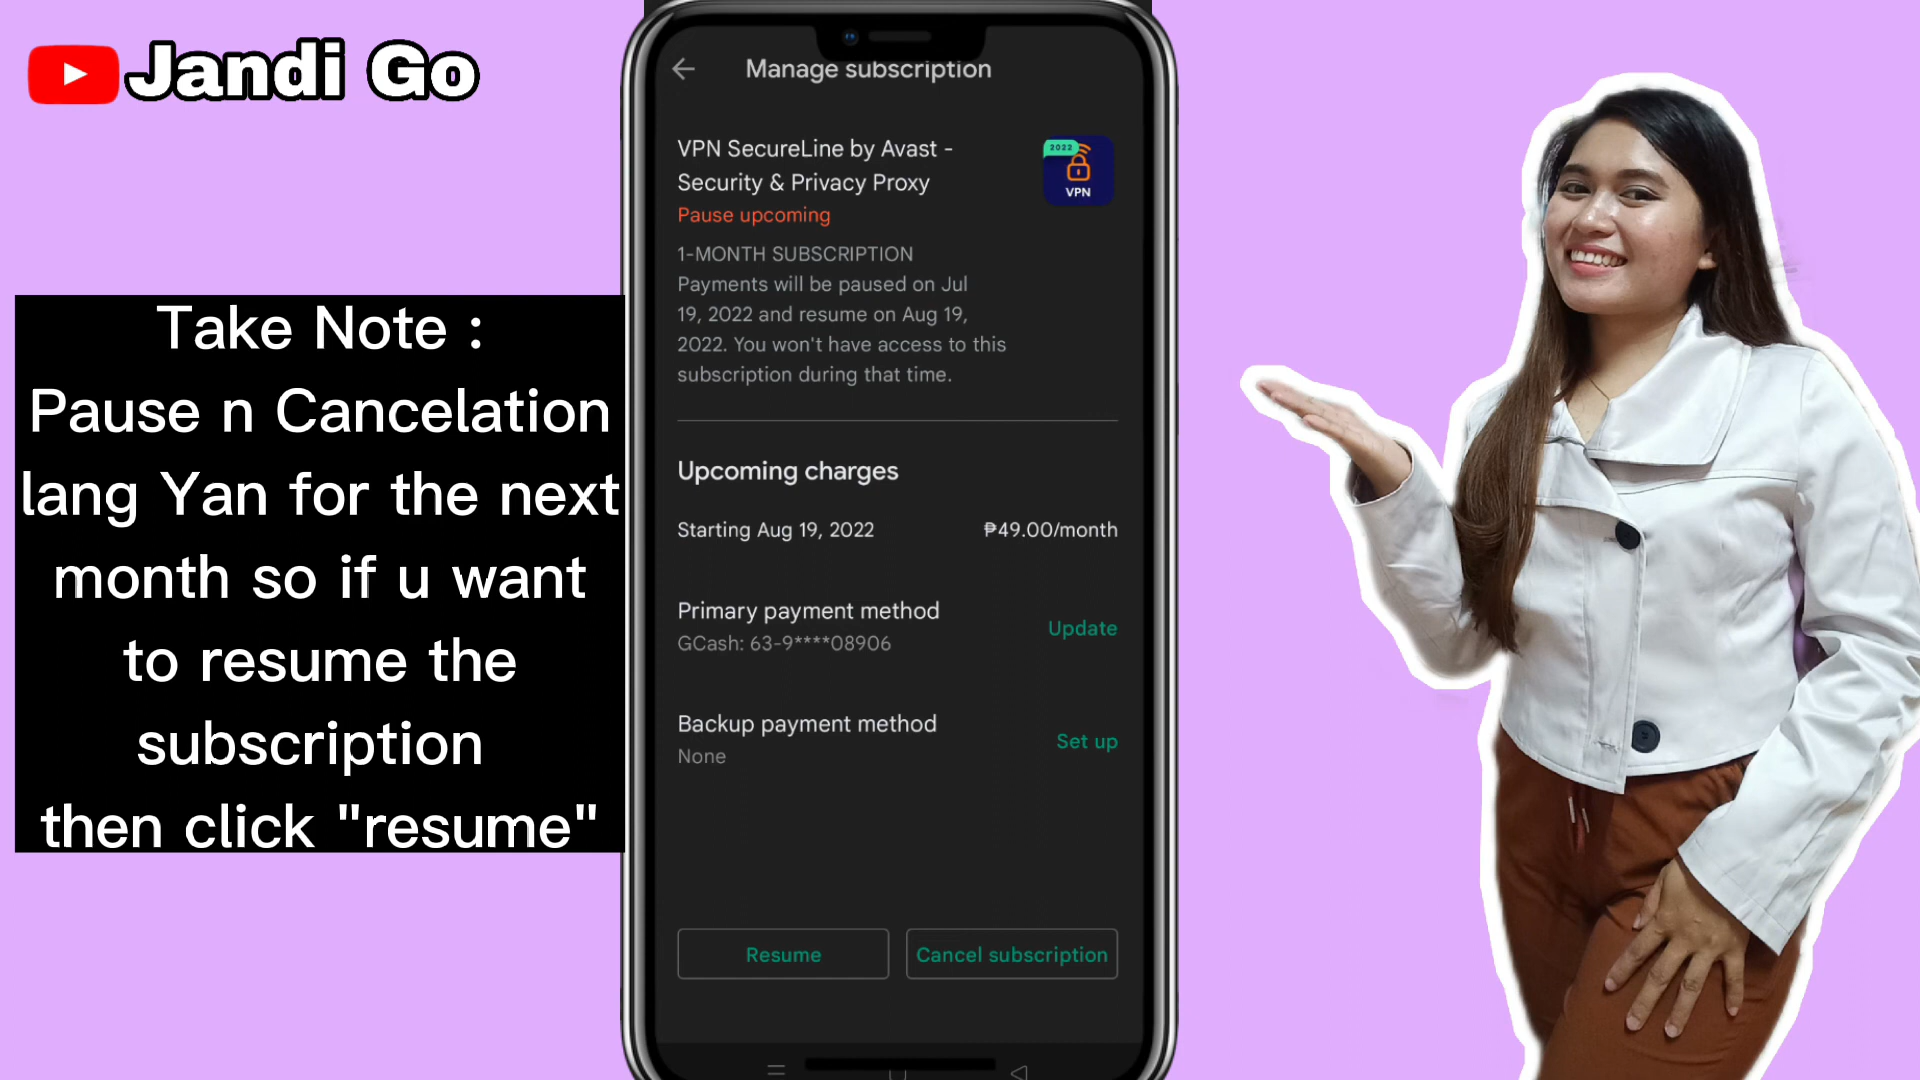 Jandi Go
Take Note :
Pause n Cancelation
lang Yan for the next
month so if u want
to resume the
subscription
then click "resume"
Manage subscription
VPN SecureLine by Avast -
Security & Privacy Proxy
Pause upcoming
2022
VPN
1-MONTH SUBSCRIPTION
Payments will be paused on Jul
19, 2022 and resume on Aug 19,
2022. You won't have access to this
subscription during that time.
Upcoming charges
Starting Aug 19, 2022 ₱49.00/month
Primary payment method
GCash: 63-9****08906
Update
Backup payment method
None
Set up
Resume Cancel subscription